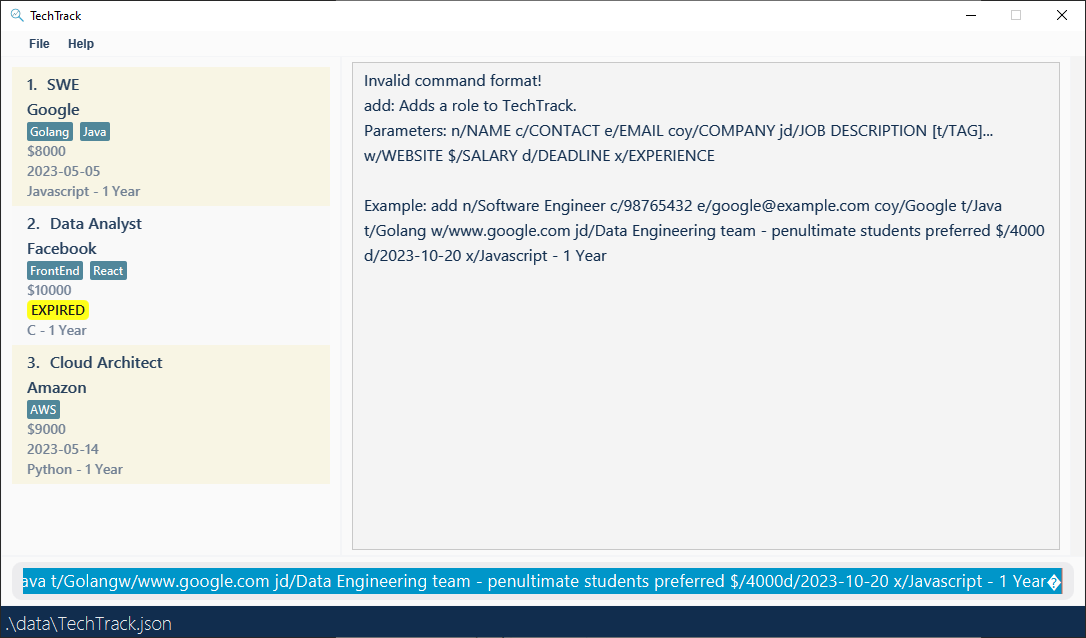 TechTrack
File Help
1. SWE
Google
Golang Java
$8000
2023-05-05
Javascript - 1 Year
2. Data Analyst
Facebook
FrontEnd React
$10000
EXPIRED
C - 1 Year
3. Cloud Architect
Amazon
AWS
$9000
2023-05-14
Python - 1 Year
Invalid command format!
add: Adds a role to TechTrack.
Parameters: n/NAME c/CONTACT e/EMAIL coy/COMPANY jd/JOB DESCRIPTION [t/TAG]...
w/WEBSITE $/SALARY d/DEADLINE x/EXPERIENCE
Example: add n/Software Engineer c/98765432 e/google@example.com coy/Google t/Java
t/Golang w/www.google.com jd/Data Engineering team - penultimate students preferred $/4000
d/2023-10-20 x/Javascript - 1 Year
ava t/Golangw/www.google.com jd/Data Engineering team - penultimate students preferred $/4000d/2023-10-20 x/Javascript - 1 Year�
.\data\TechTrack.json